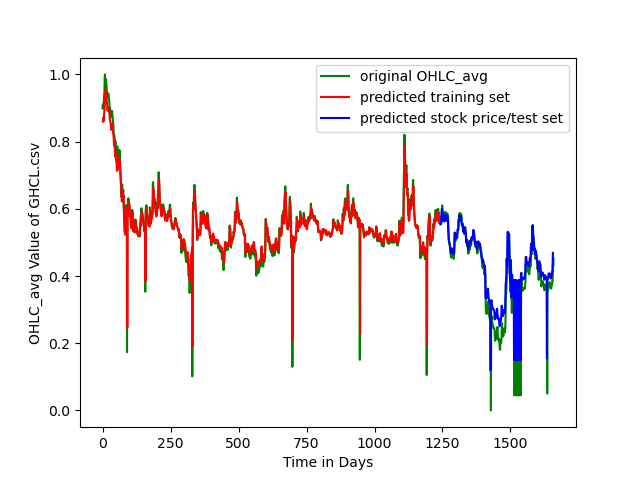 original OHLC_avg
predicted training set
predicted stock price/test set
OHLC_avg Value of GHCL.csv
1.0
0.8
0.6
0.4
0.2
0.0
0 250 500 750 1000 1250 1500
Time in Days